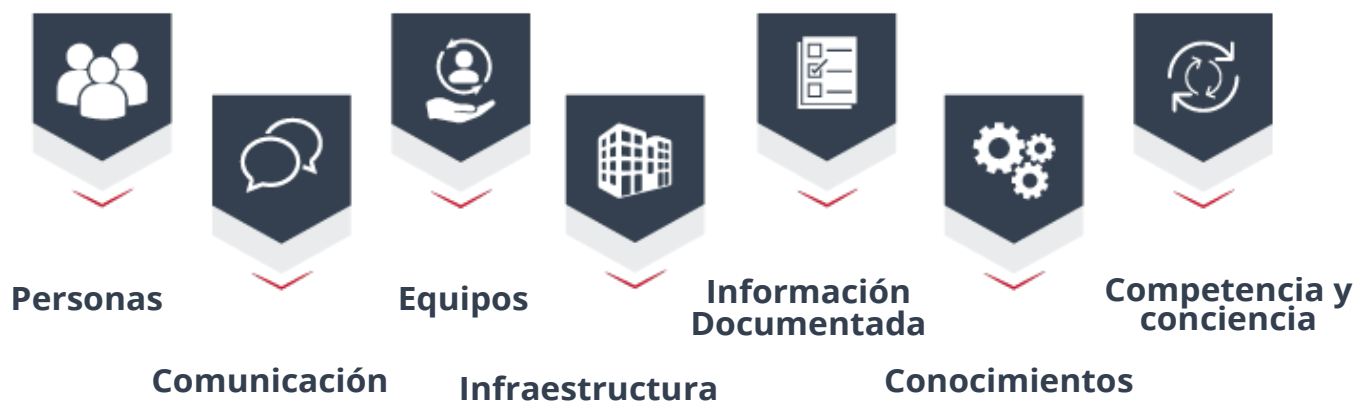 Personas
Comunicación
Equipos
Infraestructura
Información
Documentada
Conocimientos
Competencia y
conciencia